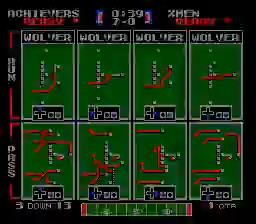 ACHIEVERS 0:39 XMEN
READY 7-0 READY
WOLVER WOLVER WOLVER WOLVER
RUN
PASS
3 DOWN 13 1 QTR